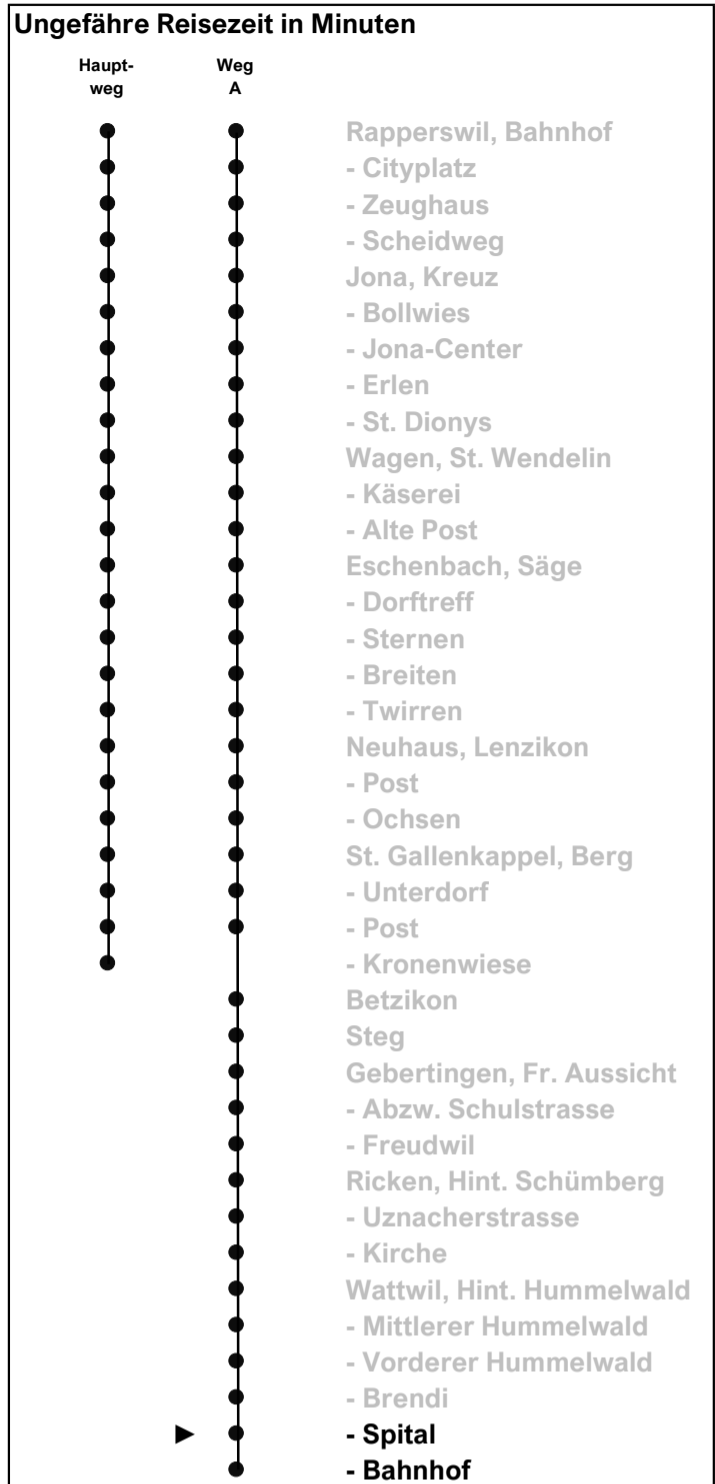 Ungefähre Reisezeit in Minuten
Haupt-
weg
Weg
A
Rapperswil, Bahnhof
- Cityplatz
- Zeughaus
- Scheidweg
Jona, Kreuz
- Bollwies
- Jona-Center
- Erlen
- St. Dionys
Wagen, St. Wendelin
- Käserei
- Alte Post
Eschenbach, Säge
- Dorftreff
- Sternen
- Breiten
- Twirren
Neuhaus, Lenzikon
- Post
- Ochsen
St. Gallenkappel, Berg
- Unterdorf
- Post
- Kronenwiese
Betzikon
Steg
Gebertingen, Fr. Aussicht
- Abzw. Schulstrasse
- Freudwil
Ricken, Hint. Schümberg
- Uznacherstrasse
- Kirche
Wattwil, Hint. Hummelwald
- Mittlerer Hummelwald
- Vorderer Hummelwald
- Brendi
- Spital
- Bahnhof